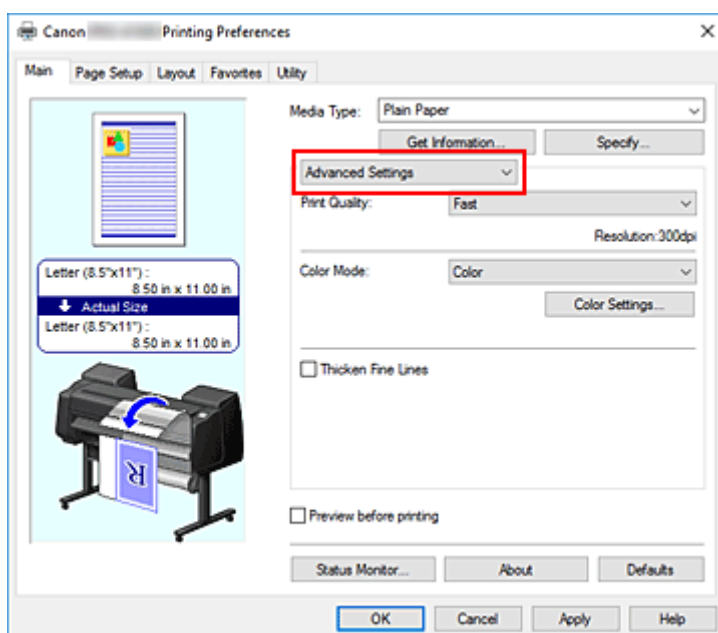 Canon Printing Preferences
Main Page Setup Layout Favorites Utility
Media Type: Plain Paper
Get Information... Specify...
Advanced Settings
Print Quality: Fast
Resolution:300dpi
Letter (8.5"x11") :
8.50 in x 11.00 in
Actual Size
Letter (8.5"x11") :
8.50 in x 11.00 in
Color Mode: Color
Color Settings...
Thicken Fine Lines
R
Preview before printing
Status Monitor... About Defaults
OK Cancel Apply Help